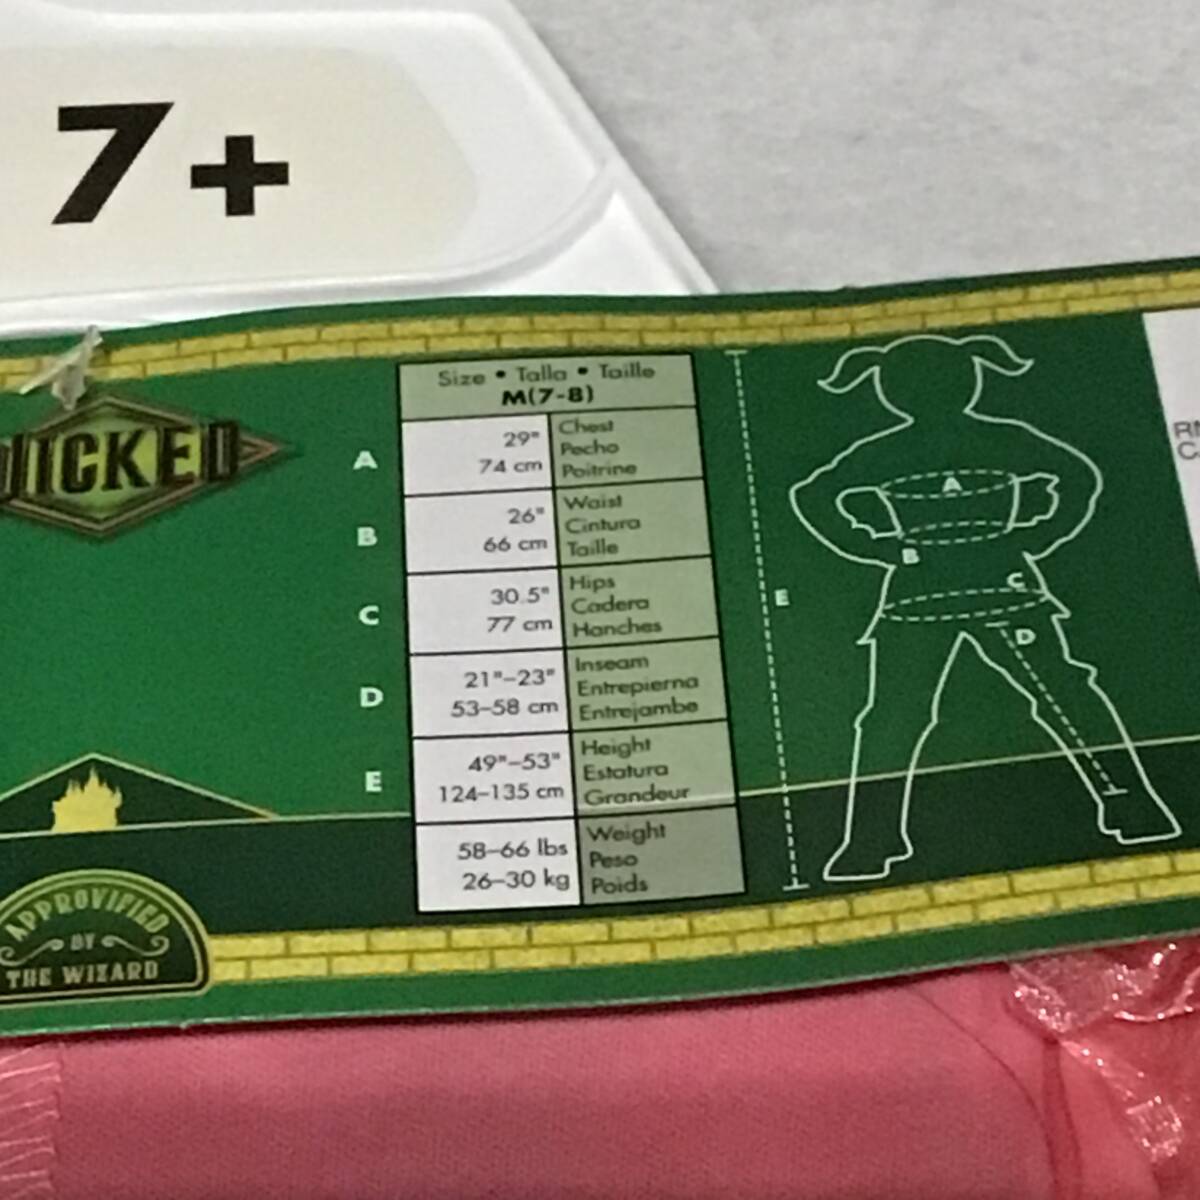 7+
WICKED
Size • Talla • Taille
M(7-8)
A
29"
74 cm
Chest
Pecho
Poitrine
B
26"
66 cm
Waist
Cintura
Taille
C
30.5"
77 cm
Hips
Cadera
Hanches
D
21"–23"
53–58 cm
Inseam
Entrepierna
Entrejambe
E
49"–53"
124–135 cm
Height
Estatura
Grandeur
58–66 lbs
26–30 kg
Weight
Peso
Poids
A
B
C
D
E
APPROVIFIED
BY
THE WIZARD